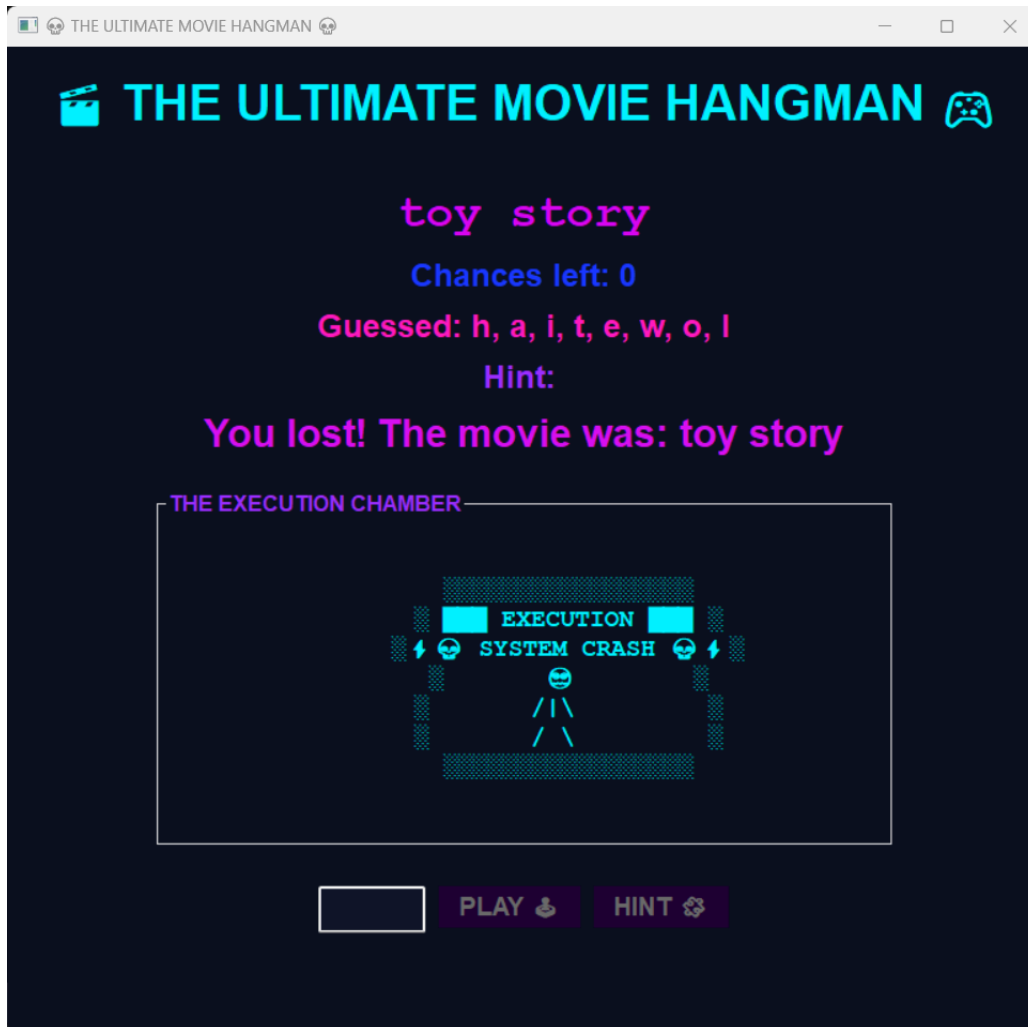 💀 THE ULTIMATE MOVIE HANGMAN 💀
🎬 THE ULTIMATE MOVIE HANGMAN 🎮
toy story
Chances left: 0
Guessed: h, a, i, t, e, w, o, l
Hint:
You lost! The movie was: toy story
THE EXECUTION CHAMBER
░░░░░░░░░░░░░░░░░
░ ███ EXECUTION ███ ░
░⚡💀 SYSTEM CRASH 💀⚡░
/|\
/ \
PLAY 🕹
HINT